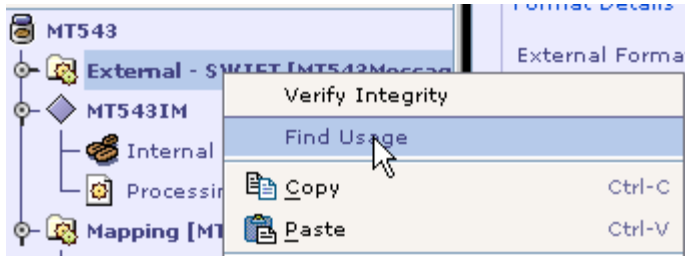 Format Details
MT543
External - SWIFT [MT543Messag
External Forma
Verify Integrity
MT543IM
Find Usage
Internal
Processin
Copy Ctrl-C
Mapping [MT
Paste Ctrl-V